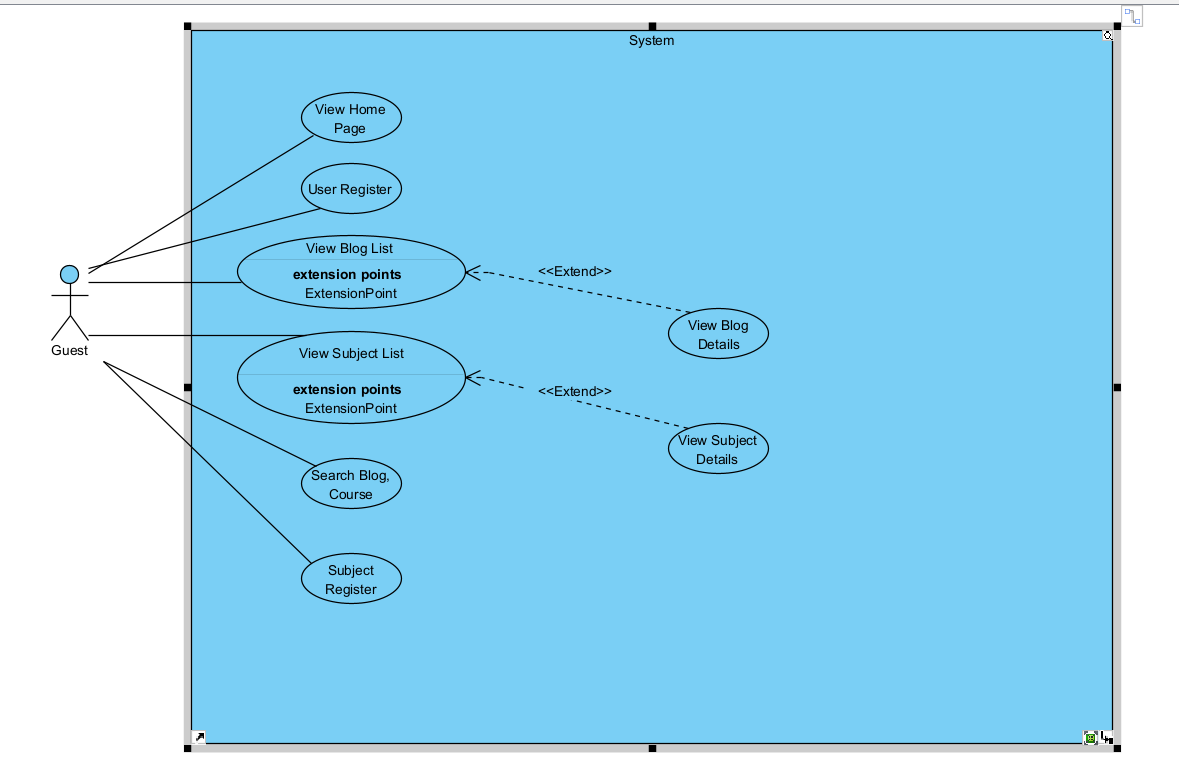 System
View Home
Page
User Register
View Blog List
extension points
ExtensionPoint
<<Extend>>
View Blog
Details
Guest
View Subject List
extension points
ExtensionPoint
<<Extend>>
View Subject
Details
Search Blog,
Course
Subject
Register